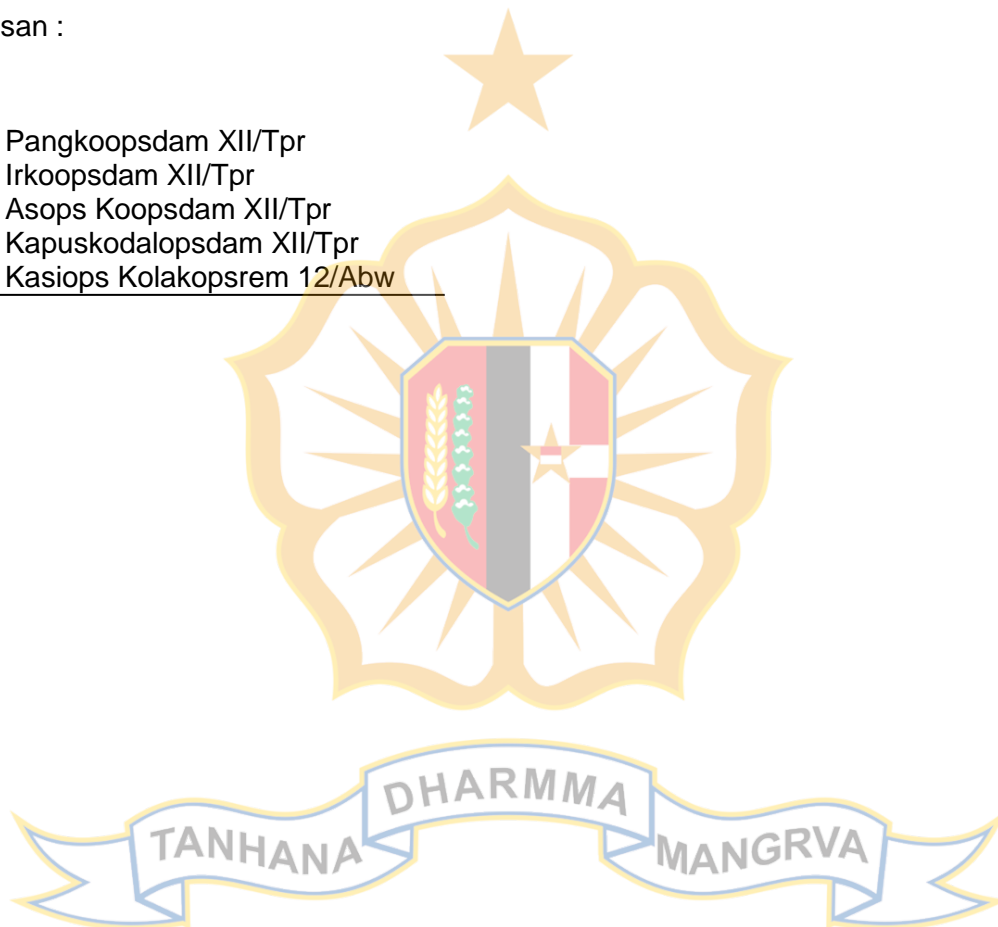 san :
Pangkoopsdam XII/Tpr
Irkoopsdam XII/Tpr
Asops Koopsdam XII/Tpr
Kapuskodalopsdam XII/Tpr
Kasiops Kolakopsrem 12/Abw
TANHANA DHARMMA MANGRVA